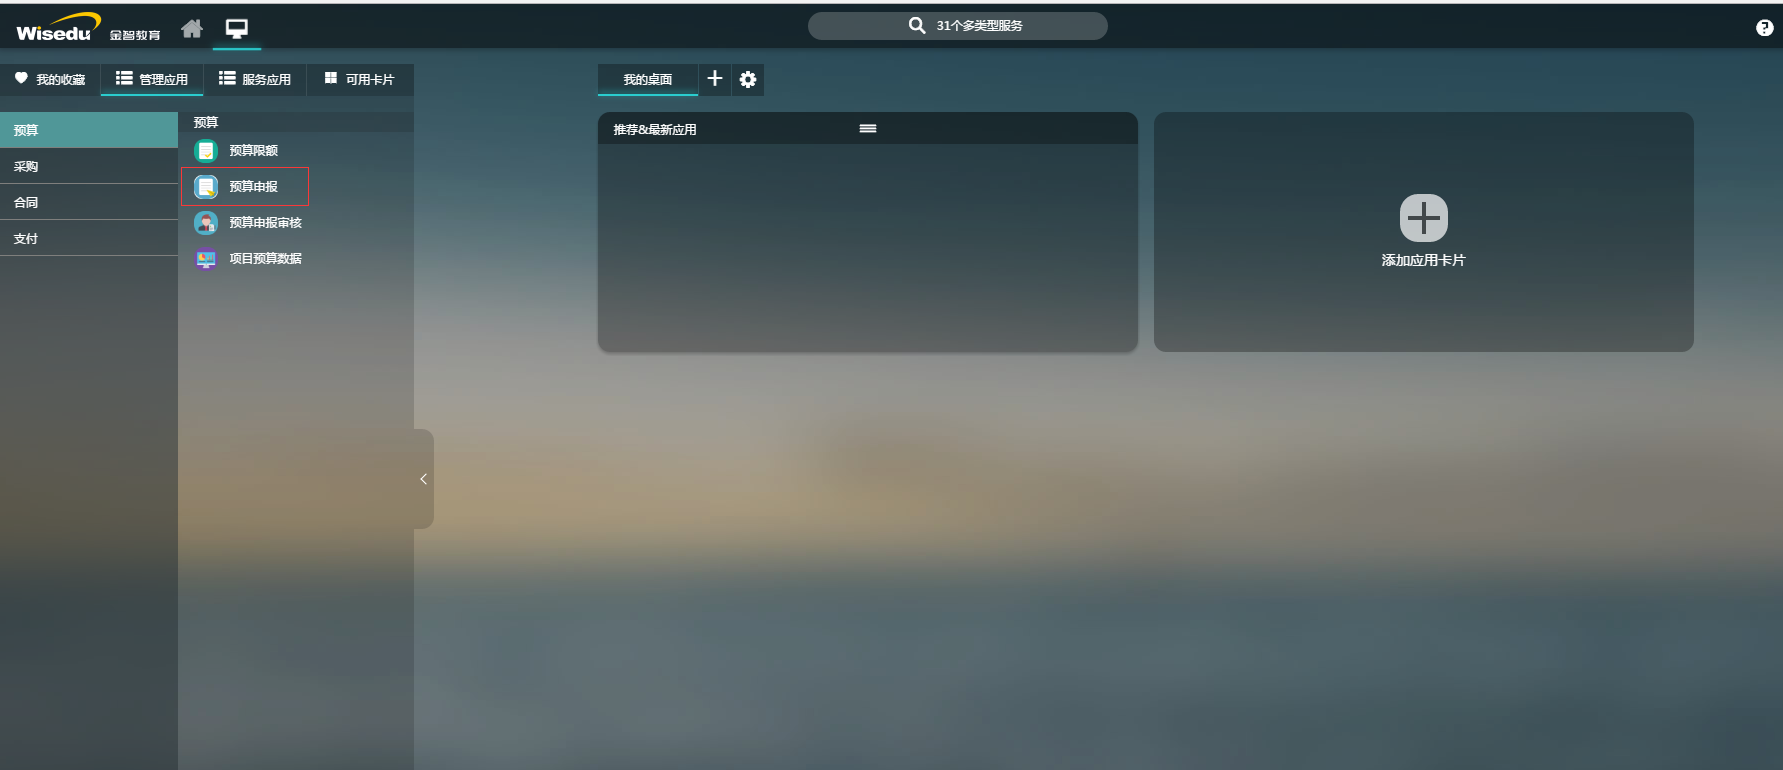 Wisedu 金智教育
31个多类型服务
我的收藏 管理应用 服务应用 可用卡片
我的桌面
预算
采购
合同
支付
预算
预算限额
预算申报
预算申报审核
项目预算数据
推荐&最新应用
添加应用卡片